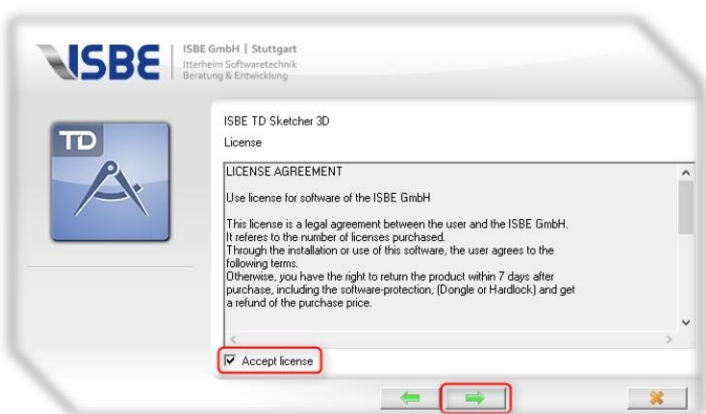 ISBE
ISBE GmbH | Stuttgart
Itterheim Softwaretechnik
Beratung & Entwicklung
TD
ISBE TD Sketcher 3D
License
LICENSE AGREEMENT
Use license for software of the ISBE GmbH
This license is a legal agreement between the user and the ISBE GmbH.
It referes to the number of licenses purchased.
Through the installation or use of this software, the user agrees to the
following terms.
Otherwise, you have the right to return the product within 7 days after
purchase, including the software-protection, (Dongle or Hardlock) and get
a refund of the purchase price.
Accept license